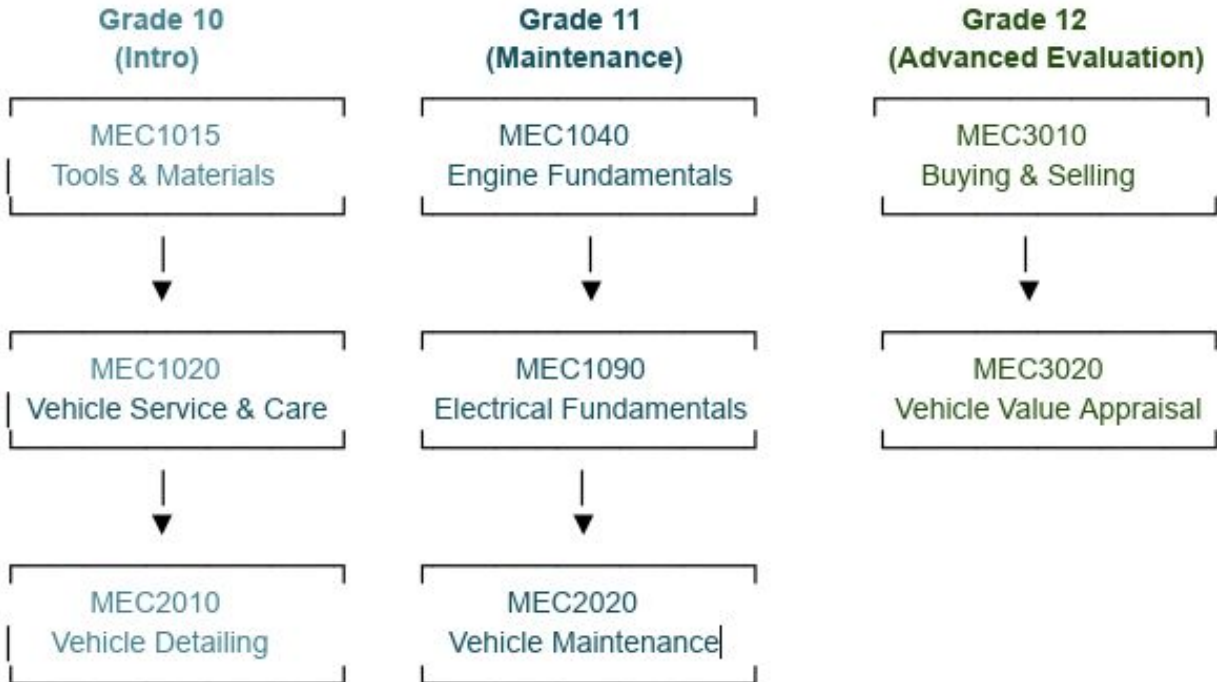 Grade 10
(Intro)
MEC1015
Tools & Materials
MEC1020
Vehicle Service & Care
MEC2010
Vehicle Detailing
Grade 11
(Maintenance)
MEC1040
Engine Fundamentals
MEC1090
Electrical Fundamentals
MEC2020
Vehicle Maintenance
Grade 12
(Advanced Evaluation)
MEC3010
Buying & Selling
MEC3020
Vehicle Value Appraisal